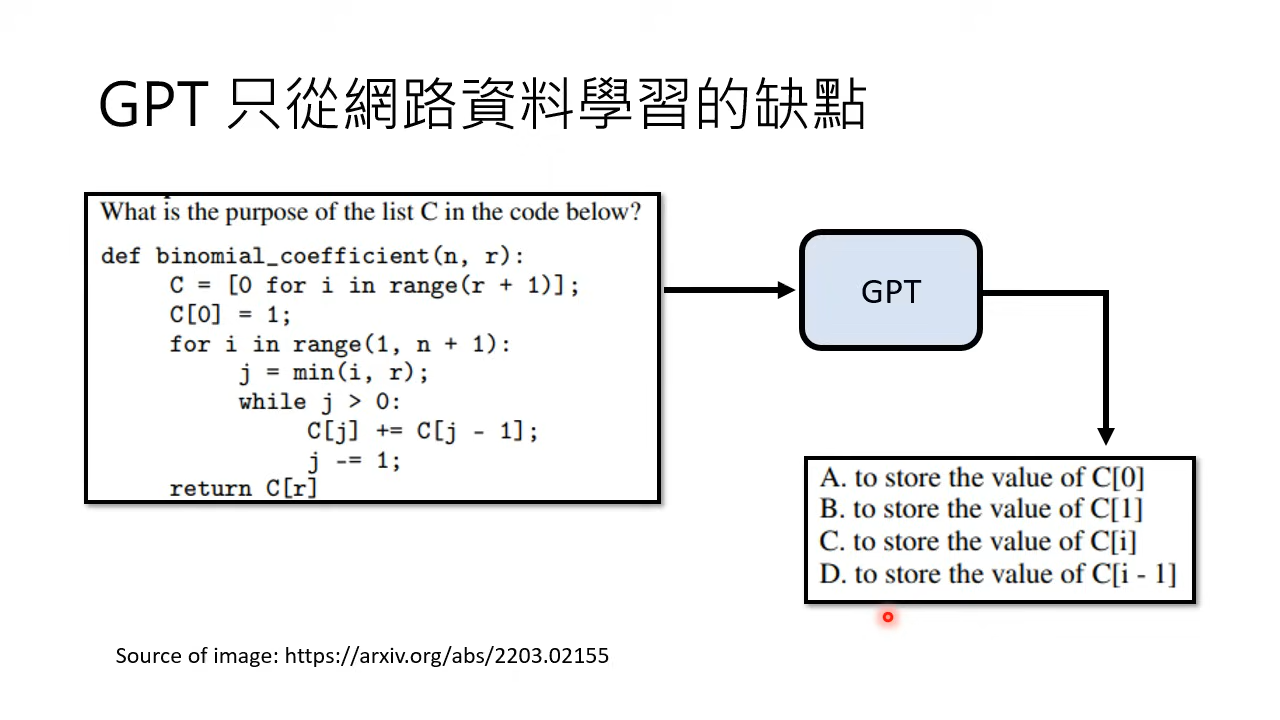 GPT 只從網路資料學習的缺點
What is the purpose of the list C in the code below?
def binomial_coefficient(n, r):
C = [0 for i in range(r + 1)];
C[0] = 1;
for i in range(1, n + 1):
j = min(i, r);
while j > 0:
C[j] += C[j - 1];
j -= 1;
return C[r]
GPT
A. to store the value of C[0]
B. to store the value of C[1]
C. to store the value of C[i]
D. to store the value of C[i - 1]
Source of image: https://arxiv.org/abs/2203.02155